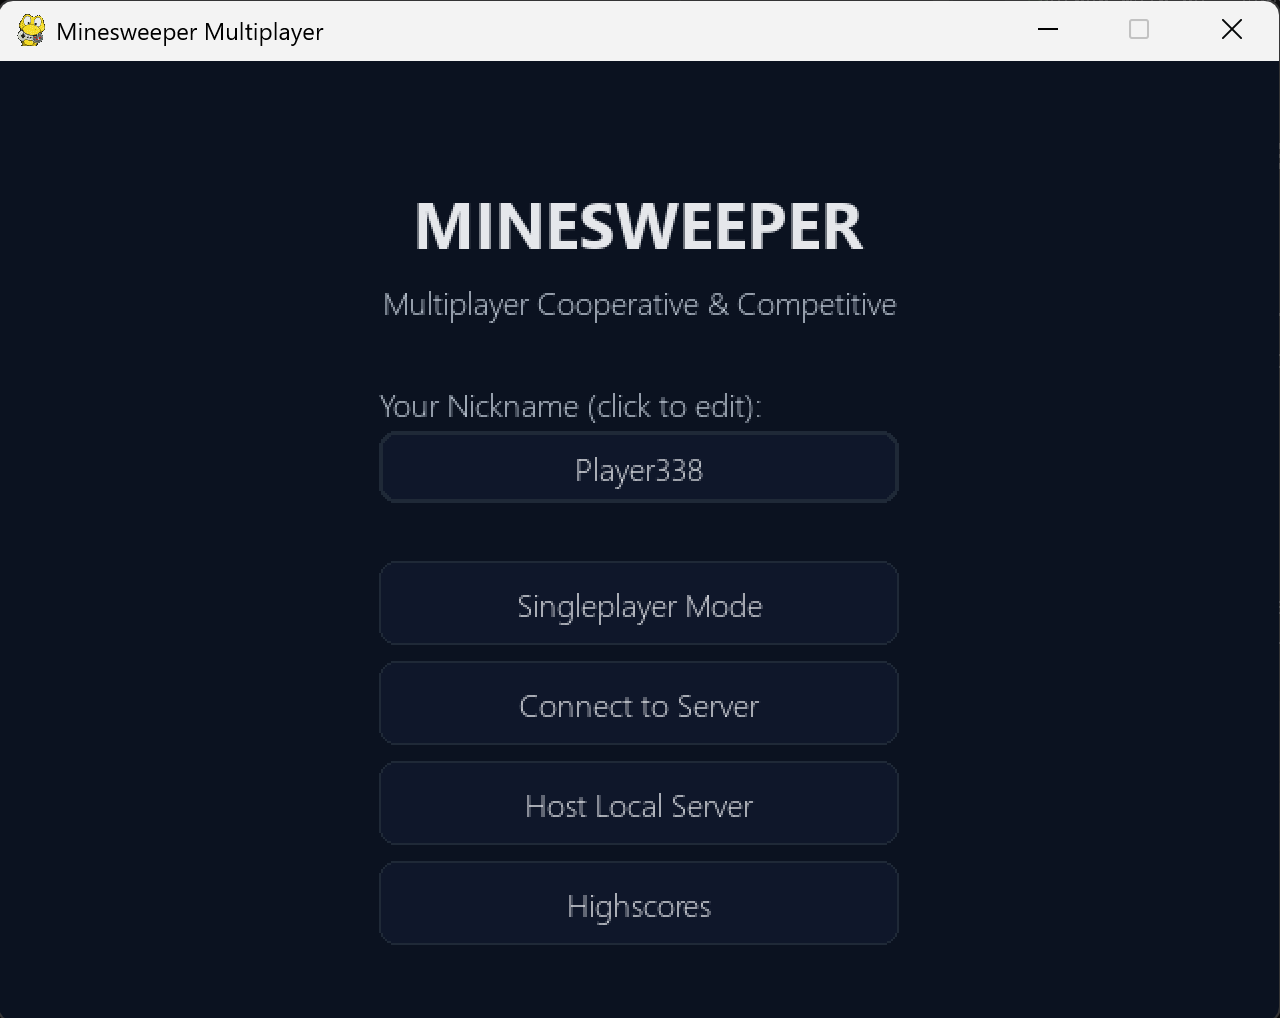 Minesweeper Multiplayer
MINESWEEPER
Multiplayer Cooperative & Competitive
Your Nickname (click to edit):
Player338
Singleplayer Mode
Connect to Server
Host Local Server
Highscores